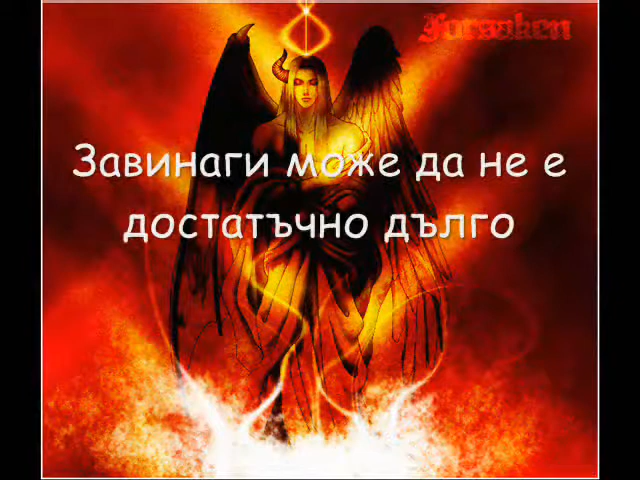 Forsaken
Завинаги може да не е
достатъчно дълго